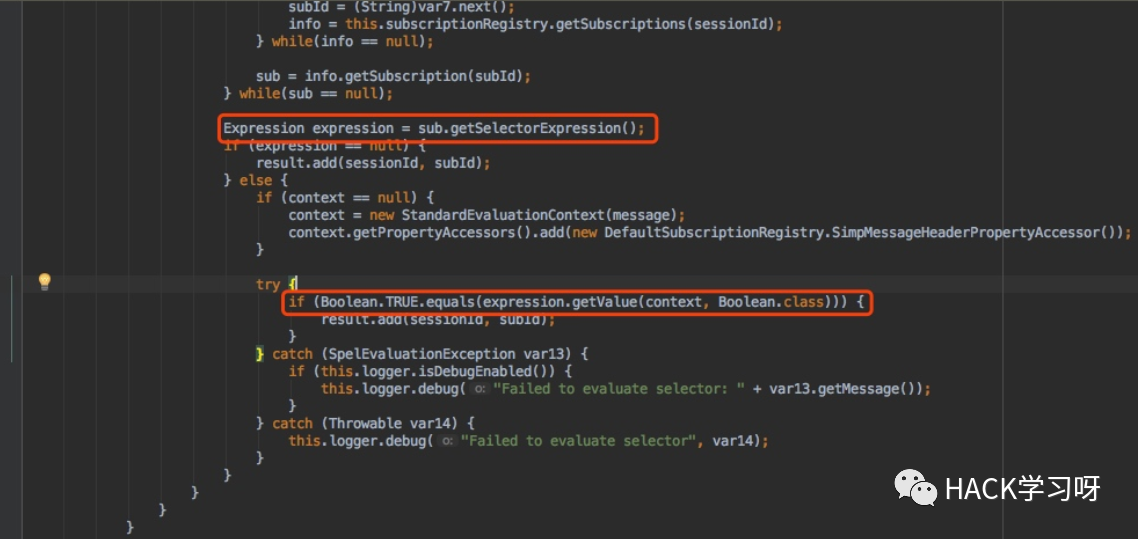 subId = (String)var7.next();
info = this.subscriptionRegistry.getSubscriptions(sessionId);
} while(info == null);
sub = info.getSubscription(subId);
} while(sub == null);
Expression expression = sub.getSelectorExpression();
if (expression == null) {
result.add(sessionId, subId);
} else {
if (context == null) {
context = new StandardEvaluationContext(message);
context.getPropertyAccessors().add(new DefaultSubscriptionRegistry.SimpMessageHeaderPropertyAccessor());
}
try {
if (Boolean.TRUE.equals(expression.getValue(context, Boolean.class))) {
result.add(sessionId, subId);
}
} catch (SpelEvaluationException var13) {
if (this.logger.isDebugEnabled()) {
this.logger.debug( o: "Failed to evaluate selector: " + var13.getMessage());
}
} catch (Throwable var14) {
this.logger.debug( o: "Failed to evaluate selector", var14);
}
}
}
}
}
HACK学习呀